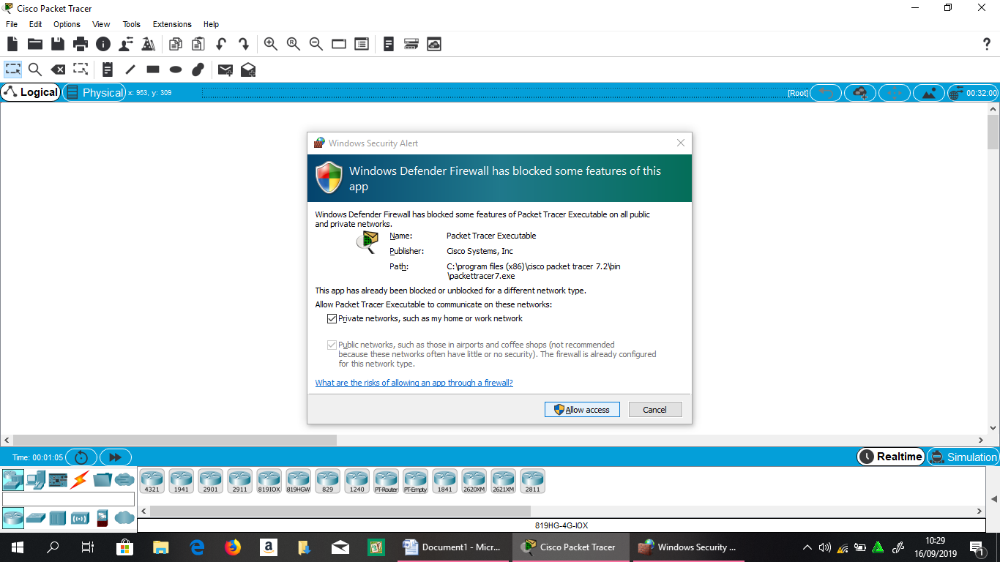 Cisco Packet Tracer
File Edit Options View Tools Extensions Help
R
?
Logical Physical x: 953, y: 309 [Root] 00:32:00
Windows Security Alert
Windows Defender Firewall has blocked some features of this
app
Windows Defender Firewall has blocked some features of Packet Tracer Executable on all public
and private networks.
Name: Packet Tracer Executable
Publisher: Cisco Systems, Inc
Path: C:\program files (x86)\cisco packet tracer 7.2\bin
\packettracer7.exe
This app has already been blocked or unblocked for a different network type.
Allow Packet Tracer Executable to communicate on these networks:
Private networks, such as my home or work network
Public networks, such as those in airports and coffee shops (not recommended
because these networks often have little or no security). The firewall is already configured
for this network type.
What are the risks of allowing an app through a firewall?
Allow access Cancel
Time: 00:01:05 Realtime Simulation
4321 1941 2901 2911 819IOX 819HGW 829 1240 PT-Router PT-Empty 1841 2620XM 2621XM 2811
819HG-4G-IOX
Document1 - Micr... Cisco Packet Tracer Windows Security ...
10:29
16/09/2019
1